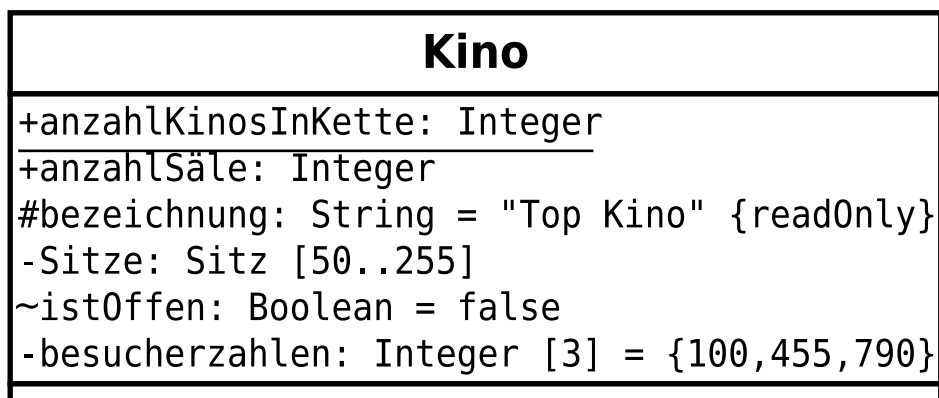 Kino
+anzahlKinosInKette: Integer
+anzahlSäle: Integer
#bezeichnung: String = "Top Kino" {readOnly}
-Sitze: Sitz [50..255]
~istOffen: Boolean = false
-besucherzahlen: Integer [3] = {100,455,790}